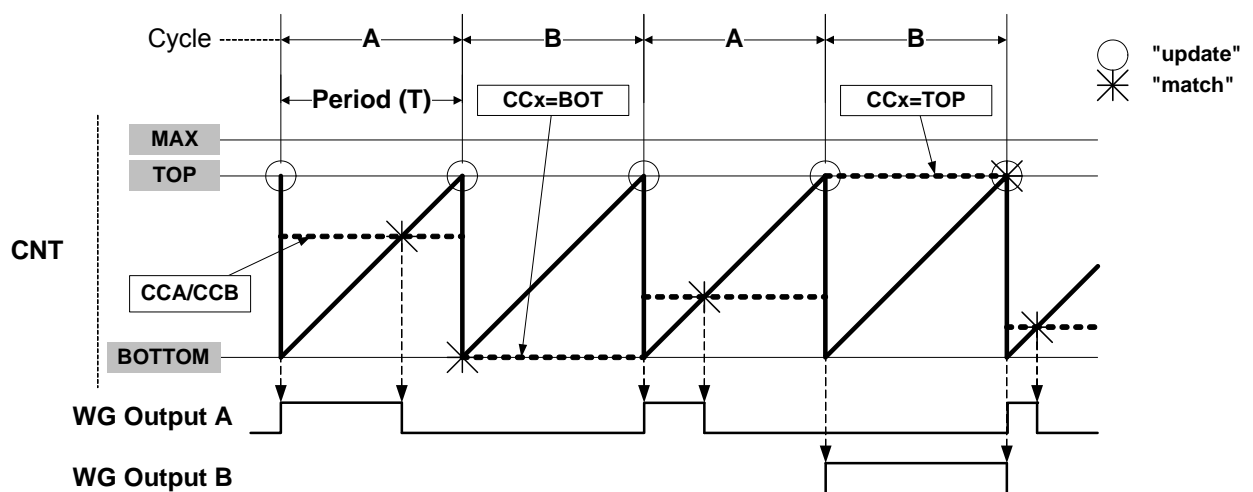 Cycle A B A B
"update"
"match"
Period (T)
CCx=BOT
CCx=TOP
MAX
TOP
CNT
CCA/CCB
BOTTOM
WG Output A
WG Output B